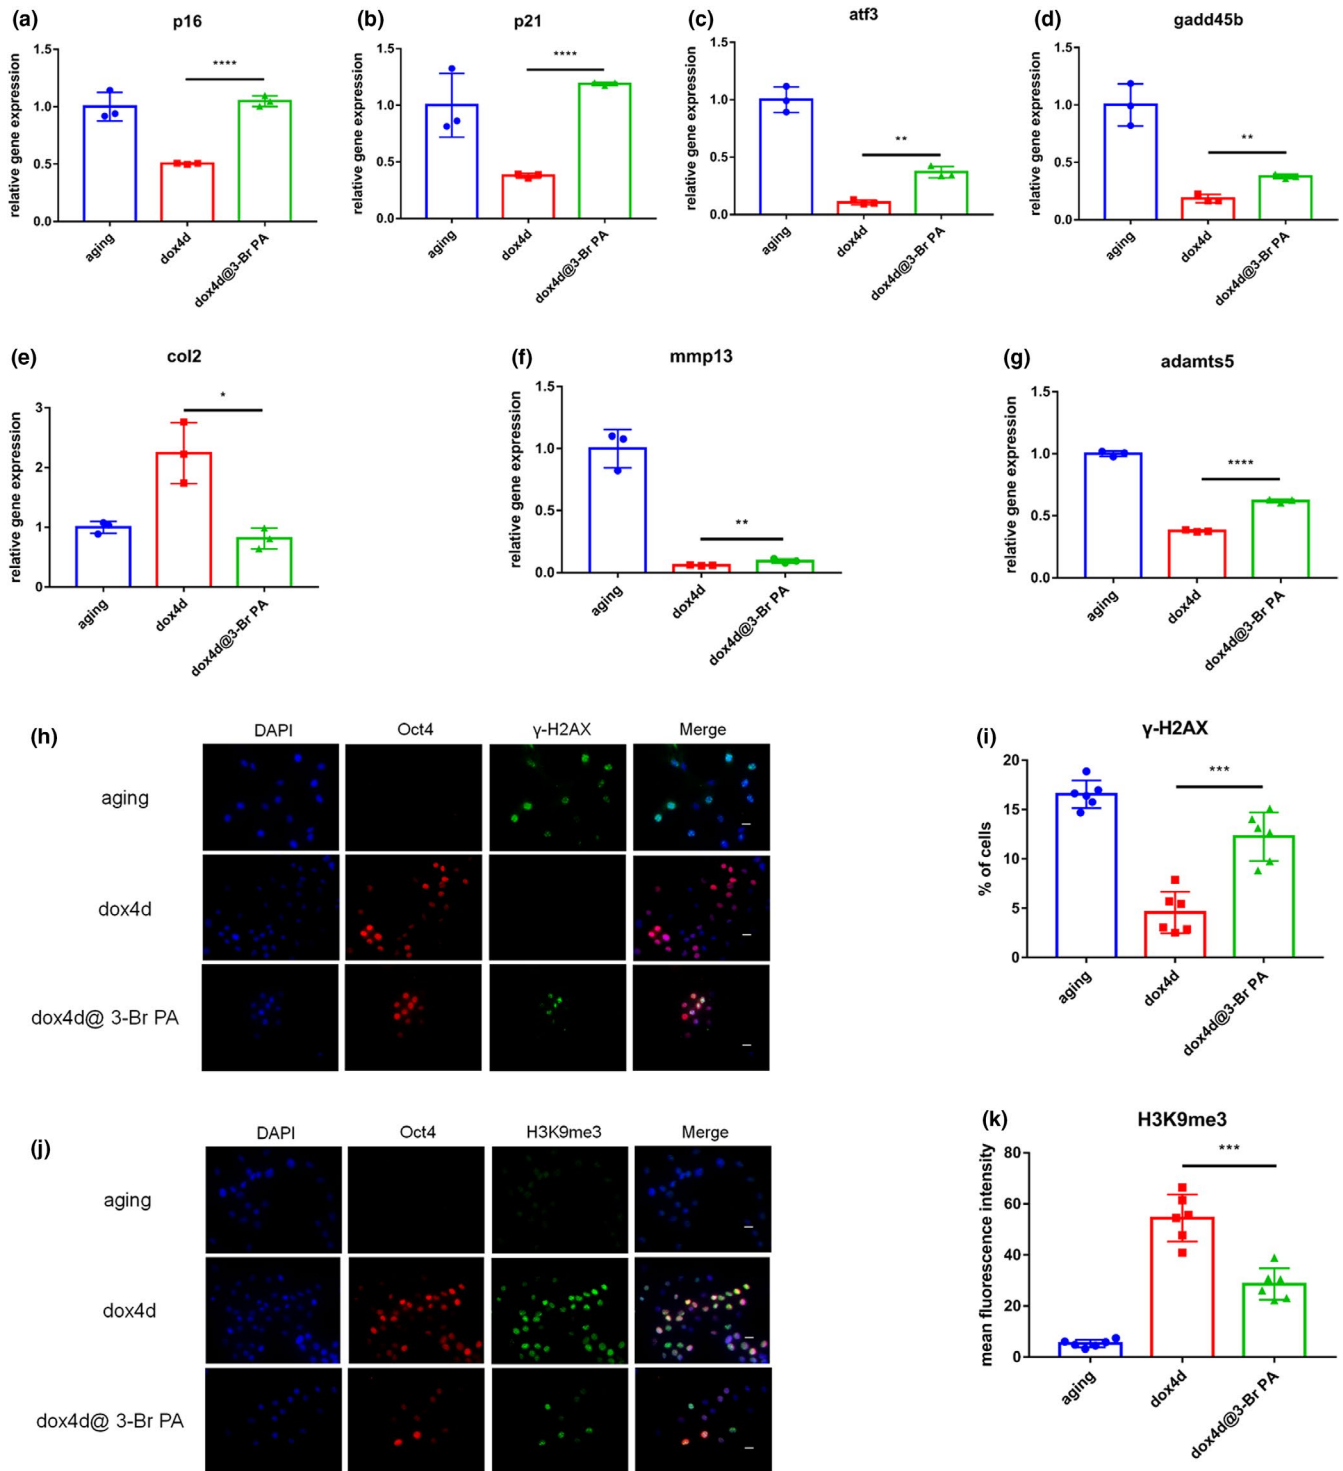 (a)
p16
relative gene expression
1.5
1.0
0.5
0.0
****
aging
dox4d
dox4d@3-Br PA
(b)
p21
relative gene expression
1.5
1.0
0.5
0.0
****
aging
dox4d
dox4d@3-Br PA
(c)
atf3
relative gene expression
1.5
1.0
0.5
0.0
**
aging
dox4d
dox4d@3-Br PA
(d)
gadd45b
relative gene expression
1.5
1.0
0.5
0.0
**
aging
dox4d
dox4d@3-Br PA
(e)
col2
relative gene expression
3
2
1
0
*
aging
dox4d
dox4d@3-Br PA
(f)
mmp13
relative gene expression
1.5
1.0
0.5
0.0
**
aging
dox4d
dox4d@3-Br PA
(g)
adamts5
relative gene expression
1.5
1.0
0.5
0.0
****
aging
dox4d
dox4d@3-Br PA
(h)
DAPI Oct4 γ-H2AX Merge
aging
dox4d
dox4d@ 3-Br PA
(i)
γ-H2AX
% of cells
20
15
10
5
0
***
aging
dox4d
dox4d@3-Br PA
(j)
DAPI Oct4 H3K9me3 Merge
aging
dox4d
dox4d@ 3-Br PA
(k)
H3K9me3
mean fluorescence intensity
80
60
40
20
0
***
aging
dox4d
dox4d@3-Br PA